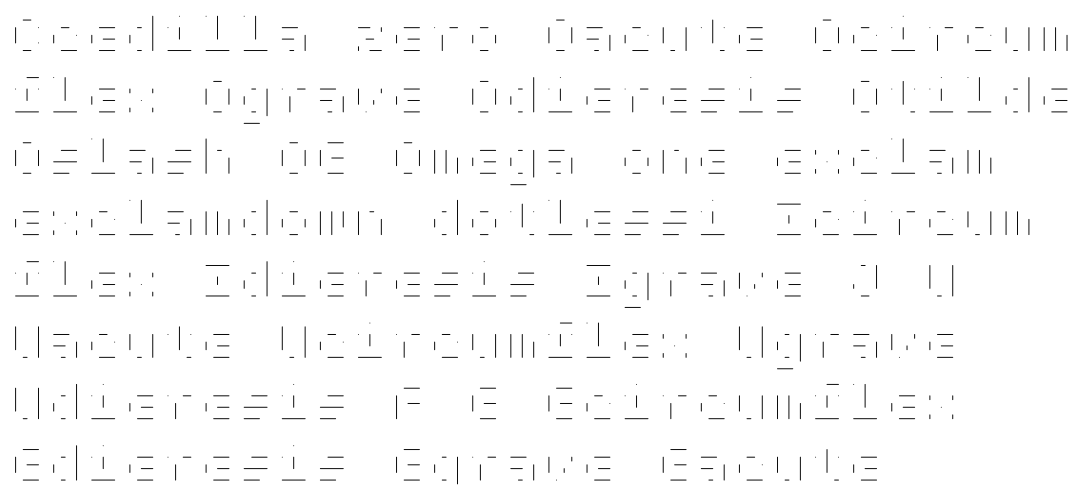 Ccedilla zero Oacute Ocircum
flex Ograve Odieresis Otilde
Oslash OE Omega one exclam
exclamdown dotlessi Icircum
flex Idieresis Igrave J U
Uacute Ucircumflex Ugrave
Udieresis F E Ecircumflex
Edieresis Egrave Eacute